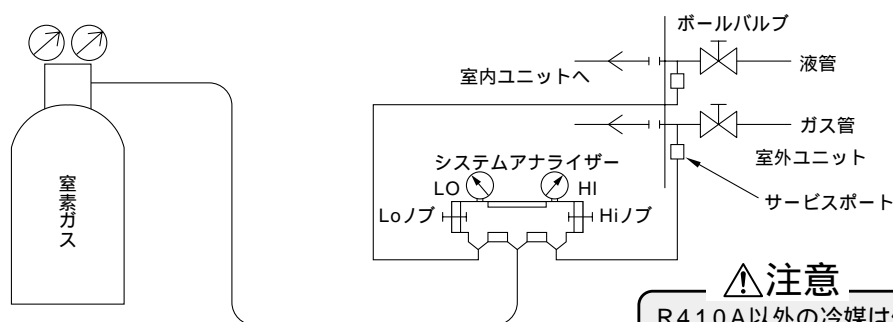 ボールバルブ
液管
室内ユニットへ
ガス管
室外ユニット
サービスポート
システムアナライザー
LO
HI
Loノブ
Hiノブ
窒素ガス
注意
R410A以外の冷媒は